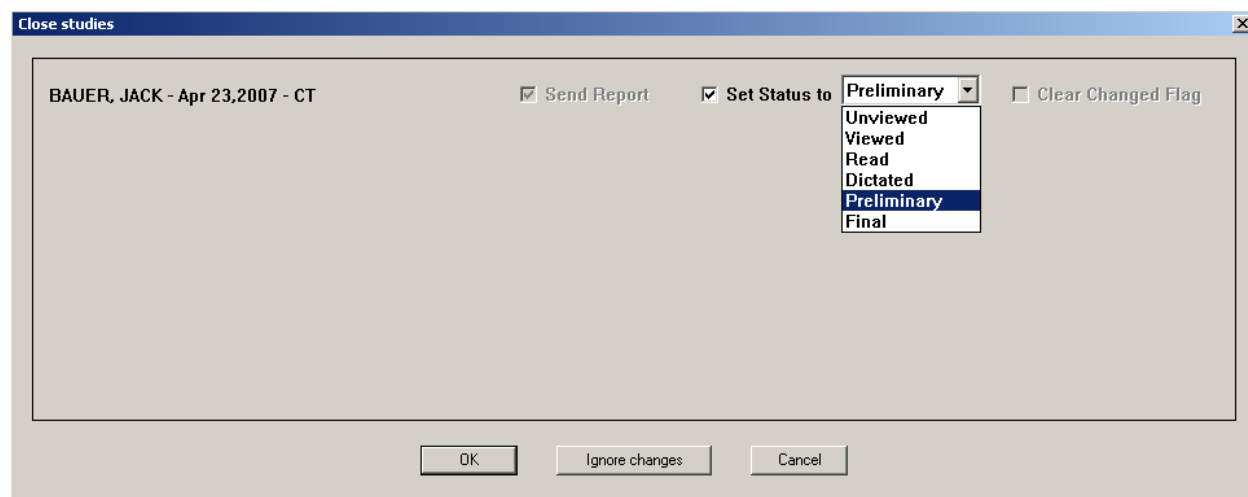 Close studies
BAUER, JACK - Apr 23,2007 - CT Send Report Set Status to Preliminary Clear Changed Flag
Unviewed
Viewed
Read
Dictated
Preliminary
Final
OK Ignore changes Cancel